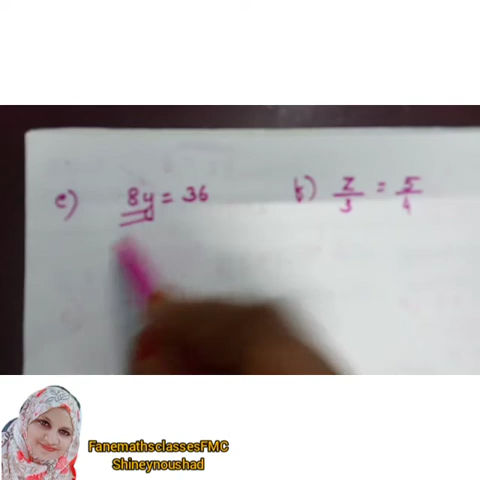 e) 8y = 36
f) z/3 = 5/4
FanemathsclassesFMC
Shineynoushad